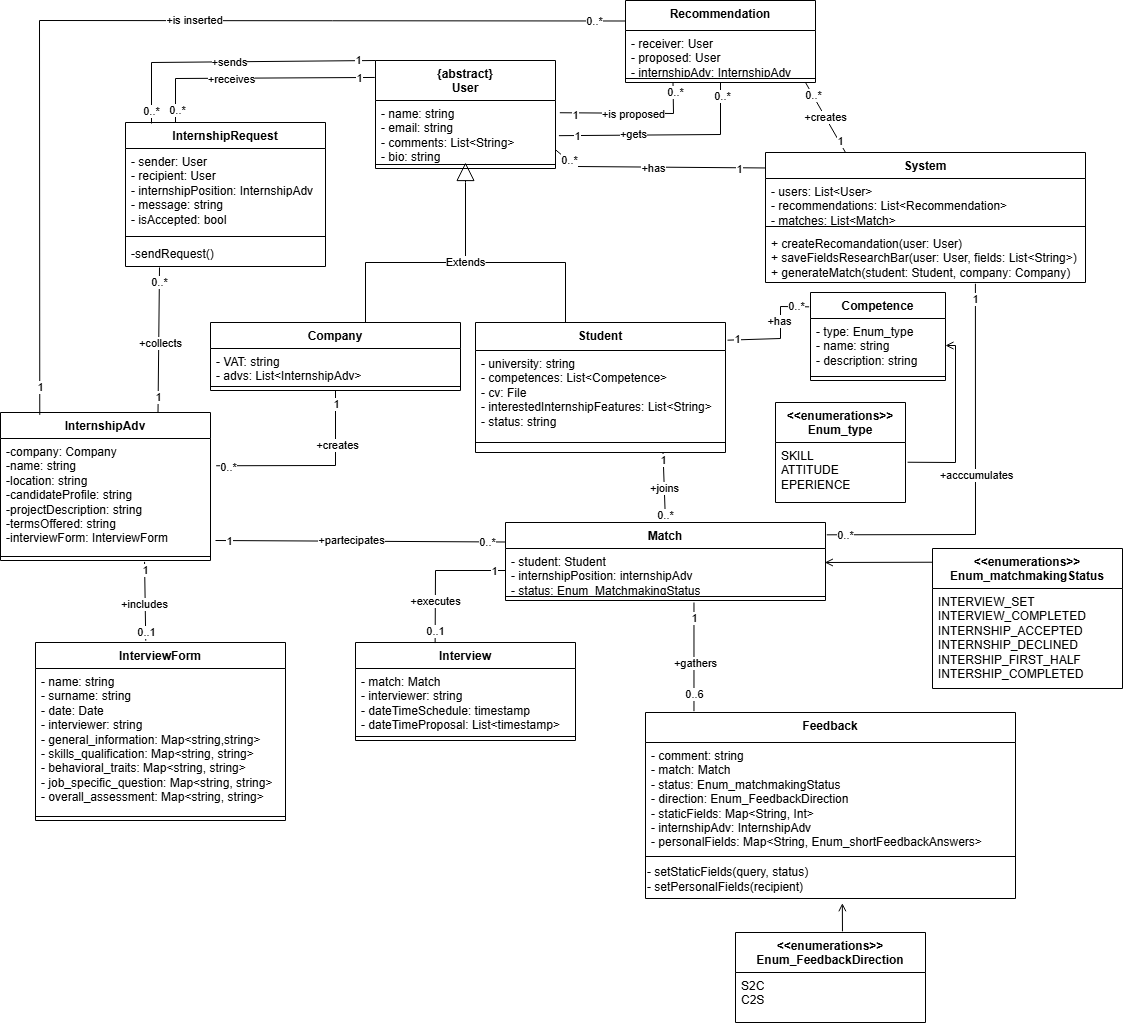 Recommendation
- receiver: User
- proposed: User
- internshipAdv: InternshipAdv
+is inserted
0..*
1
{abstract}
User
- name: string
- email: string
- comments: List<String>
- bio: string
+sends
1
0..*
+receives
1
0..*
1
+is proposed
0..*
1
+gets
0..*
0..*
+creates
1
0..*
+has
1
InternshipRequest
- sender: User
- recipient: User
- internshipPosition: InternshipAdv
- message: string
- isAccepted: bool
-sendRequest()
System
- users: List<User>
- recommendations: List<Recommendation>
- matches: List<Match>
+ createRecomandation(user: User)
+ saveFieldsResearchBar(user: User, fields: List<String>)
+ generateMatch(student: Student, company: Company)
Extends
0..*
+collects
1
Company
- VAT: string
- advs: List<InternshipAdv>
Student
- university: string
- competences: List<Competence>
- cv: File
- interestedInternshipFeatures: List<String>
- status: string
1
+has
0..*
Competence
- type: Enum_type
- name: string
- description: string
<<enumerations>>
Enum_type
SKILL
ATTITUDE
EPERIENCE
1
+acccumulates
0..*
1
+creates
0..*
InternshipAdv
-company: Company
-name: string
-location: string
-candidateProfile: string
-projectDescription: string
-termsOffered: string
-interviewForm: InterviewForm
1
+joins
0..*
1
+partecipates
0..*
Match
- student: Student
- internshipPosition: internshipAdv
- status: Enum_MatchmakingStatus
<<enumerations>>
Enum_matchmakingStatus
INTERVIEW_SET
INTERVIEW_COMPLETED
INTERNSHIP_ACCEPTED
INTERNSHIP_DECLINED
INTERSHIP_FIRST_HALF
INTERSHIP_COMPLETED
1
+includes
0..1
1
+executes
0..1
1
+gathers
0..6
InterviewForm
- name: string
- surname: string
- date: Date
- interviewer: string
- general_information: Map<string,string>
- skills_qualification: Map<string, string>
- behavioral_traits: Map<string, string>
- job_specific_question: Map<string, string>
- overall_assessment: Map<string, string>
Interview
- match: Match
- interviewer: string
- dateTimeSchedule: timestamp
- dateTimeProposal: List<timestamp>
Feedback
- comment: string
- match: Match
- status: Enum_matchmakingStatus
- direction: Enum_FeedbackDirection
- staticFields: Map<String, Int>
- internshipAdv: InternshipAdv
- personalFields: Map<String, Enum_shortFeedbackAnswers>
- setStaticFields(query, status)
- setPersonalFields(recipient)
<<enumerations>>
Enum_FeedbackDirection
S2C
C2S